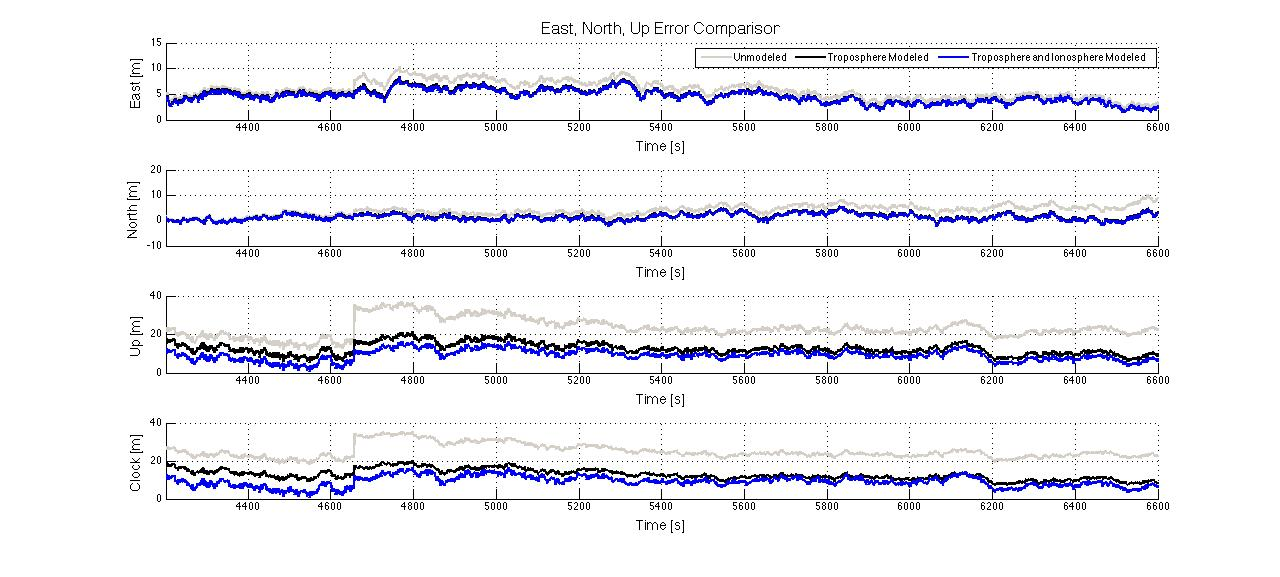 East, North, Up Error Comparison
15
10
5
0
East [m]
Unmodeled Troposphere Modeled Troposphere and Ionosphere Modeled
4400 4600 4800 5000 5200 5400 5600 5800 6000 6200 6400 6600
Time [s]
20
10
0
-10
North [m]
4400 4600 4800 5000 5200 5400 5600 5800 6000 6200 6400 6600
Time [s]
40
20
0
Up [m]
4400 4600 4800 5000 5200 5400 5600 5800 6000 6200 6400 6600
Time [s]
40
20
0
Clock [m]
4400 4600 4800 5000 5200 5400 5600 5800 6000 6200 6400 6600
Time [s]